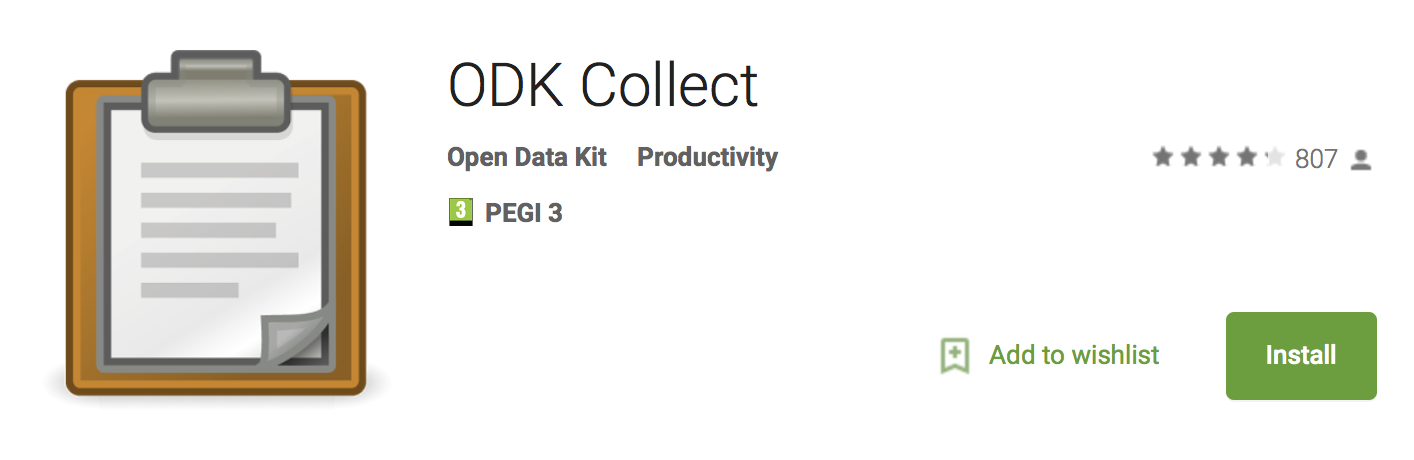 ODK Collect
Open Data Kit Productivity
807
3 PEGI 3
Add to wishlist
Install